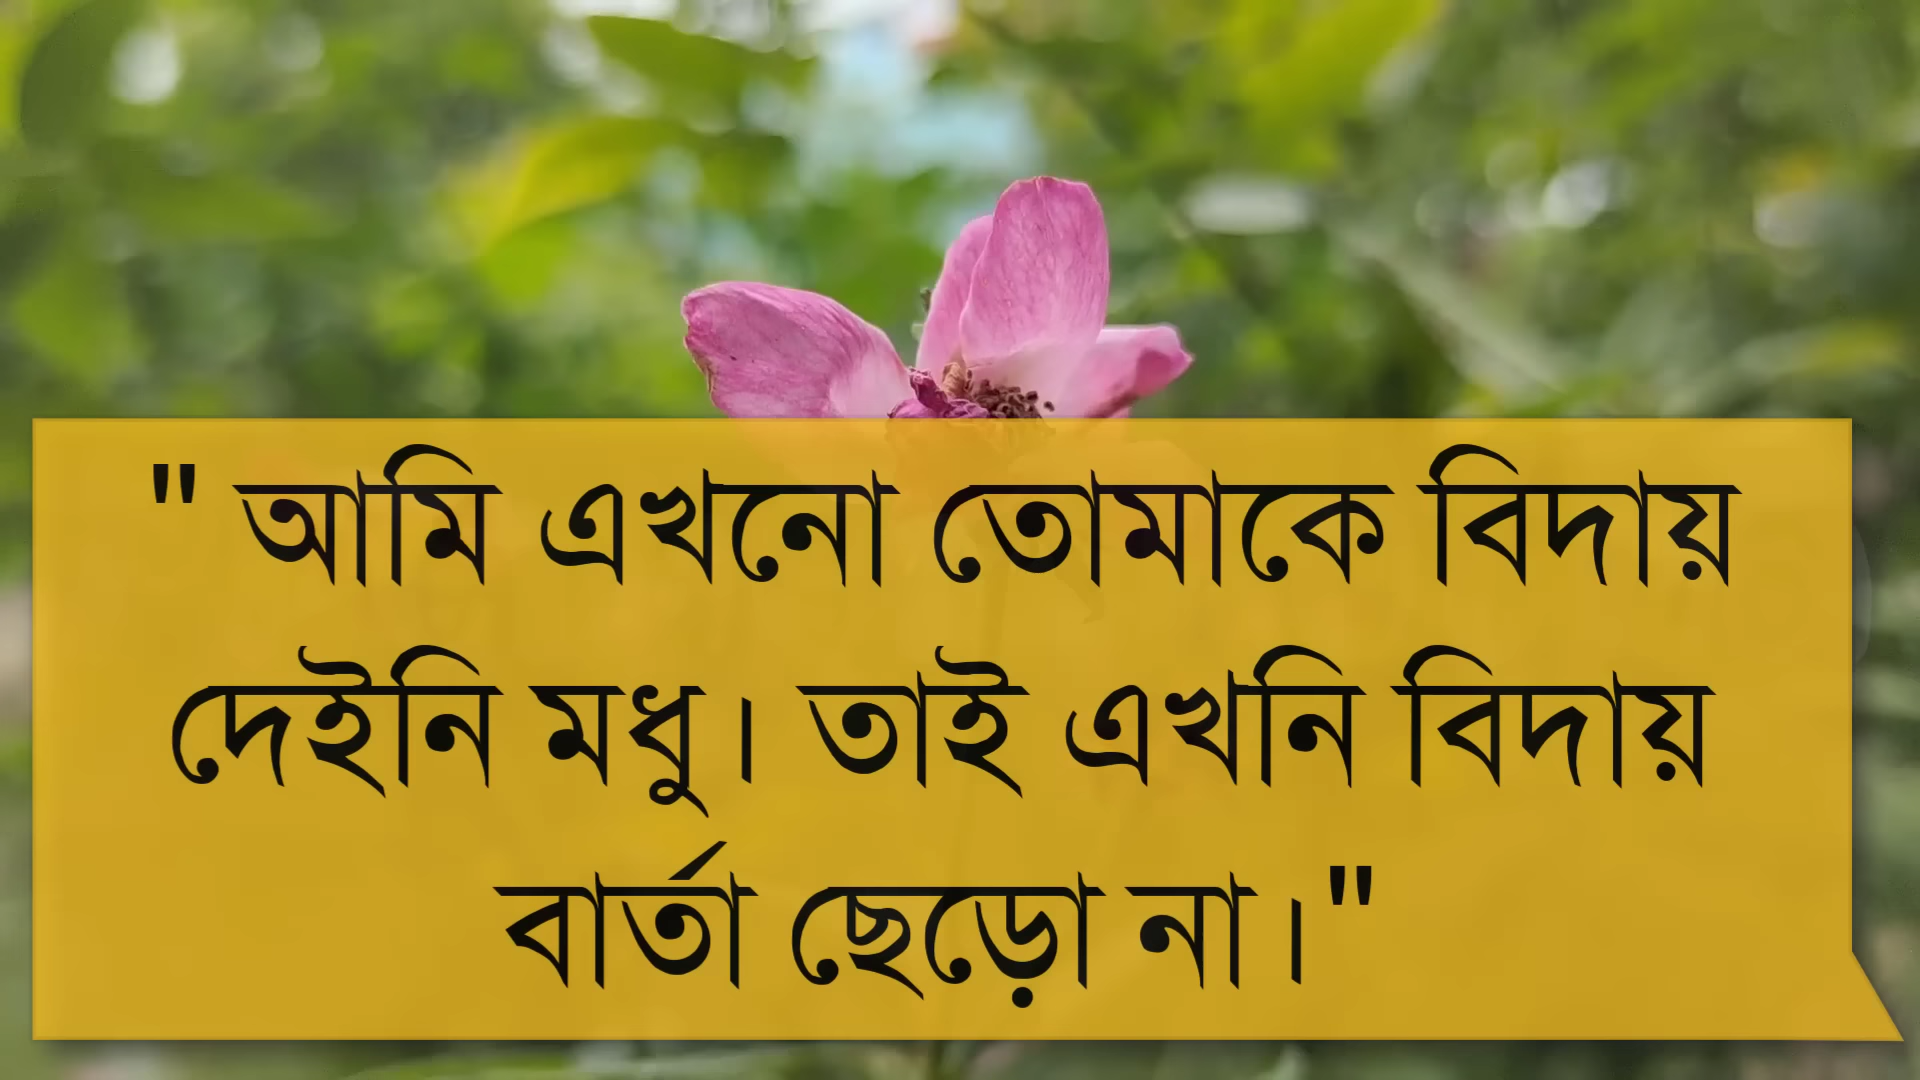 " আমি এখনো তোমাকে বিদায়
দেইনি মধু। তাই এখনি বিদায়
বার্তা ছেড়ো না।"